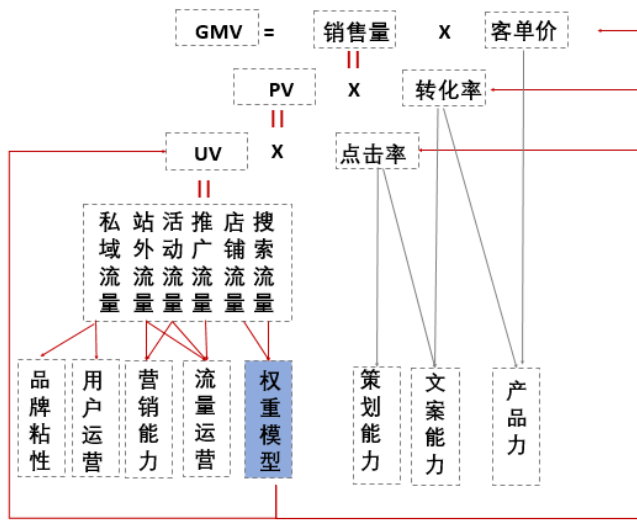 GMV = 销售量 X 客单价
PV X 转化率
UV X 点击率
私域流量
站外流量
活动流量
推广流量
店铺流量
搜索流量
品牌粘性
用户运营
营销能力
流量运营
权重模型
策划能力
文案能力
产品力